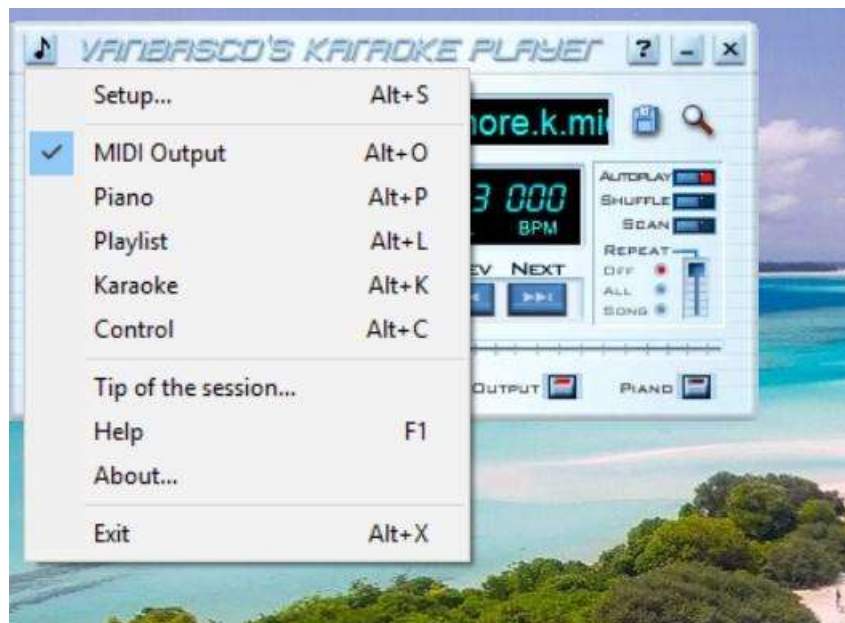 VANBASCO'S KARAOKE PLAYER ? - x
Setup... Alt+S
MIDI Output Alt+O
Piano Alt+P
Playlist Alt+L
Karaoke Alt+K
Control Alt+C
Tip of the session...
Help F1
About...
Exit Alt+X
ore.k.mi
3 000
BPM
AUTOPLAY
SHUFFLE
SCAN
REPEAT
OFF
ALL
SONG
EV NEXT
OUTPUT PIANO